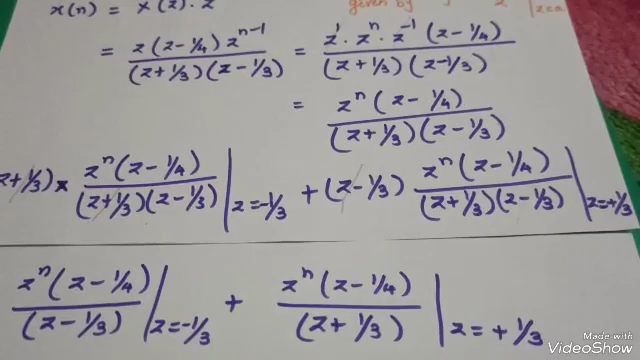 x(n) = X(z) . z
given by
z | z=a
= z(z-1/4) z^(n-1) / (z+1/3)(z-1/3) = z^1 . z^n . z^-1 (z-1/4) / (z+1/3)(z-1/3)
= z^n (z-1/4) / (z+1/3)(z-1/3)
z+1/3) × z^n (z-1/4) / (z+1/3)(z-1/3) | z=-1/3 + (z-1/3) z^n (z-1/4) / (z+1/3)(z-1/3) | z=+1/3
z^n (z-1/4) / (z-1/3) | z=-1/3 + z^n (z-1/4) / (z+1/3) | z=+1/3
Made with
VideoShow